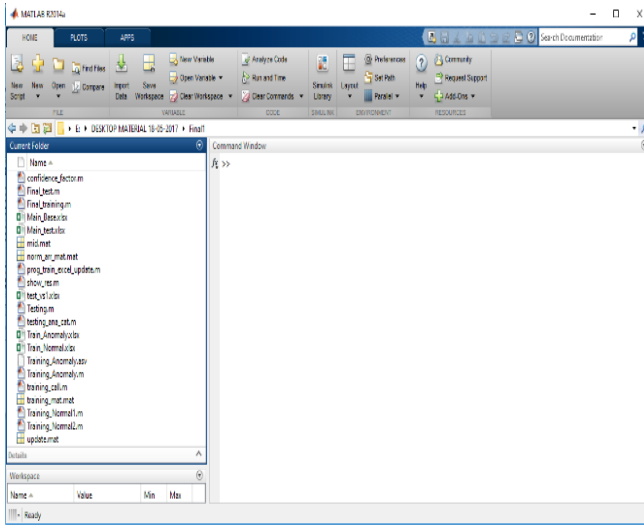 MATLAB R2014a
HOME PLOTS APPS Search Documentation
New Script New Open Find Files Compare Import Data Save Workspace New Variable Open Variable Clear Workspace Analyze Code Run and Time Clear Commands Simulink Library Layout Preferences Set Path Parallel Help Community Request Support Add-Ons
FILE VARIABLE CODE SIMULINK ENVIRONMENT RESOURCES
E: DESKTOP MATERIAL 16-05-2017 Final1
Current Folder
Name
confidence_factor.m
Final_test.m
Final_training.m
Main_Base.xlsx
Main_test.xlsx
mid.mat
norm_arr_mat.mat
prog_train_excel_update.m
show_res.m
test_vs1.xlsx
Testing.m
testing_ana_cat.m
Train_Anomaly.xlsx
Train_Normal.xlsx
Training_Anomaly.asv
Training_Anomaly.m
training_call.m
training_mat.mat
Training_Normal1.m
Training_Normal2.m
update.mat
Details
Workspace
Name Value Min Max
Command Window
fx >>
Ready